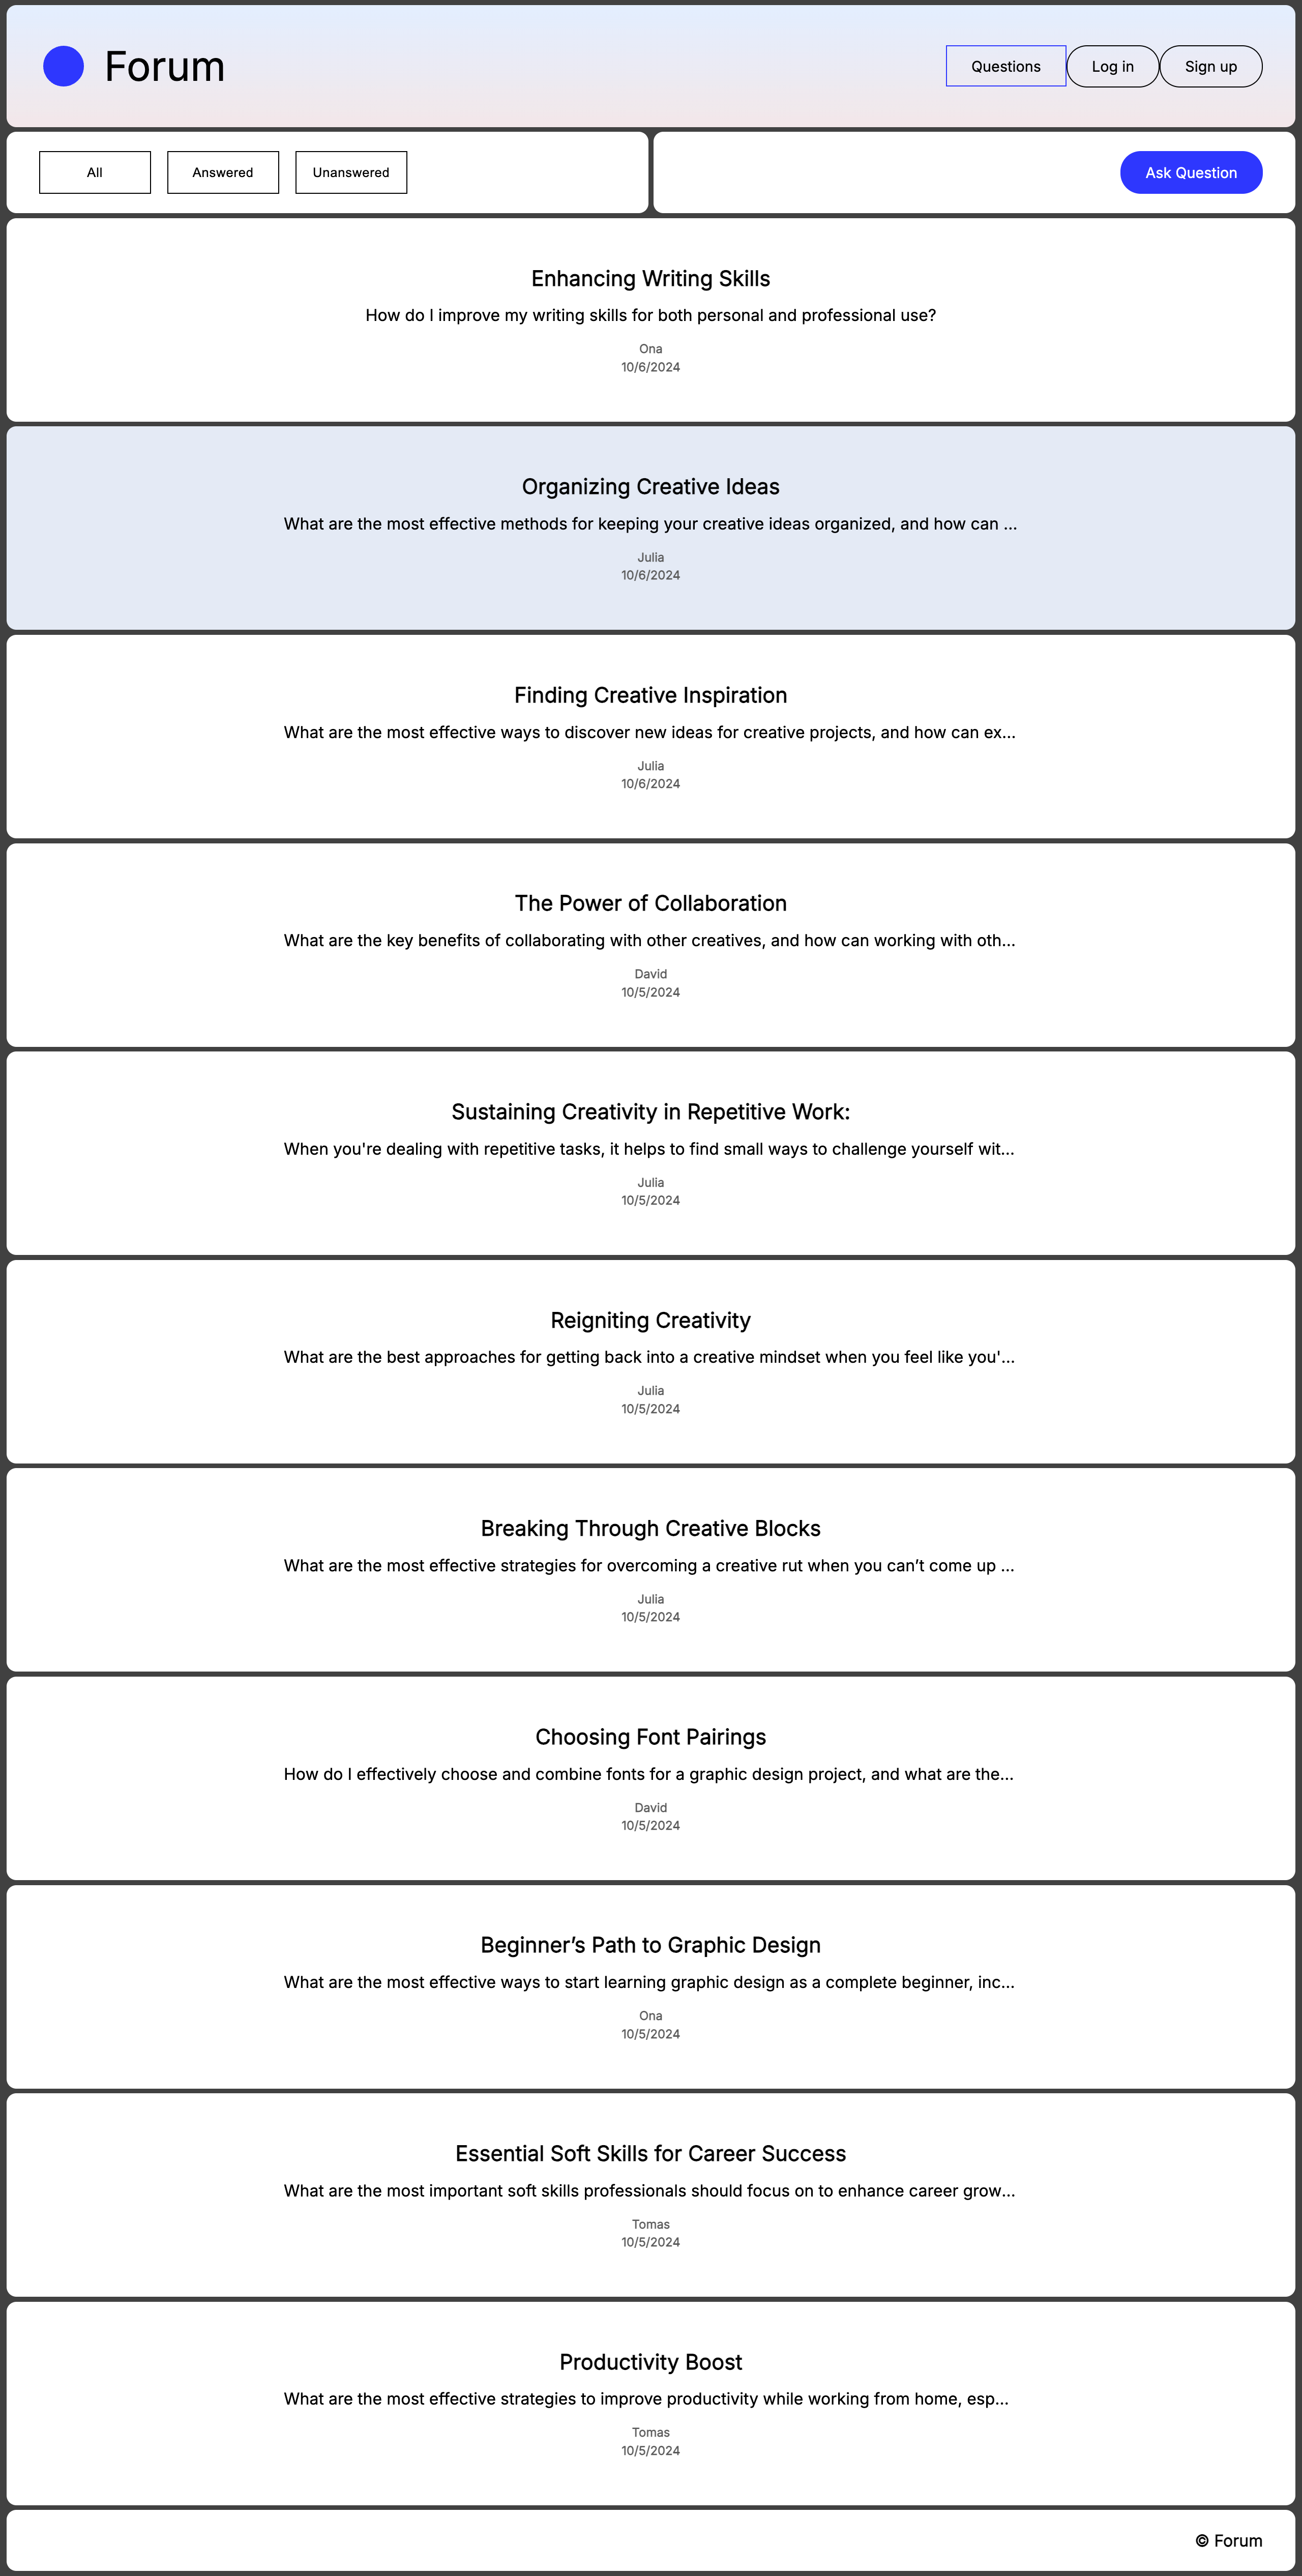 Forum
Questions
Log in
Sign up
All
Answered
Unanswered
Ask Question
Enhancing Writing Skills
How do I improve my writing skills for both personal and professional use?
Ona
10/6/2024
Organizing Creative Ideas
What are the most effective methods for keeping your creative ideas organized, and how can ...
Julia
10/6/2024
Finding Creative Inspiration
What are the most effective ways to discover new ideas for creative projects, and how can ex...
Julia
10/6/2024
The Power of Collaboration
What are the key benefits of collaborating with other creatives, and how can working with oth...
David
10/5/2024
Sustaining Creativity in Repetitive Work:
When you're dealing with repetitive tasks, it helps to find small ways to challenge yourself wit...
Julia
10/5/2024
Reigniting Creativity
What are the best approaches for getting back into a creative mindset when you feel like you'...
Julia
10/5/2024
Breaking Through Creative Blocks
What are the most effective strategies for overcoming a creative rut when you can’t come up ...
Julia
10/5/2024
Choosing Font Pairings
How do I effectively choose and combine fonts for a graphic design project, and what are the...
David
10/5/2024
Beginner’s Path to Graphic Design
What are the most effective ways to start learning graphic design as a complete beginner, inc...
Ona
10/5/2024
Essential Soft Skills for Career Success
What are the most important soft skills professionals should focus on to enhance career grow...
Tomas
10/5/2024
Productivity Boost
What are the most effective strategies to improve productivity while working from home, esp...
Tomas
10/5/2024
© Forum